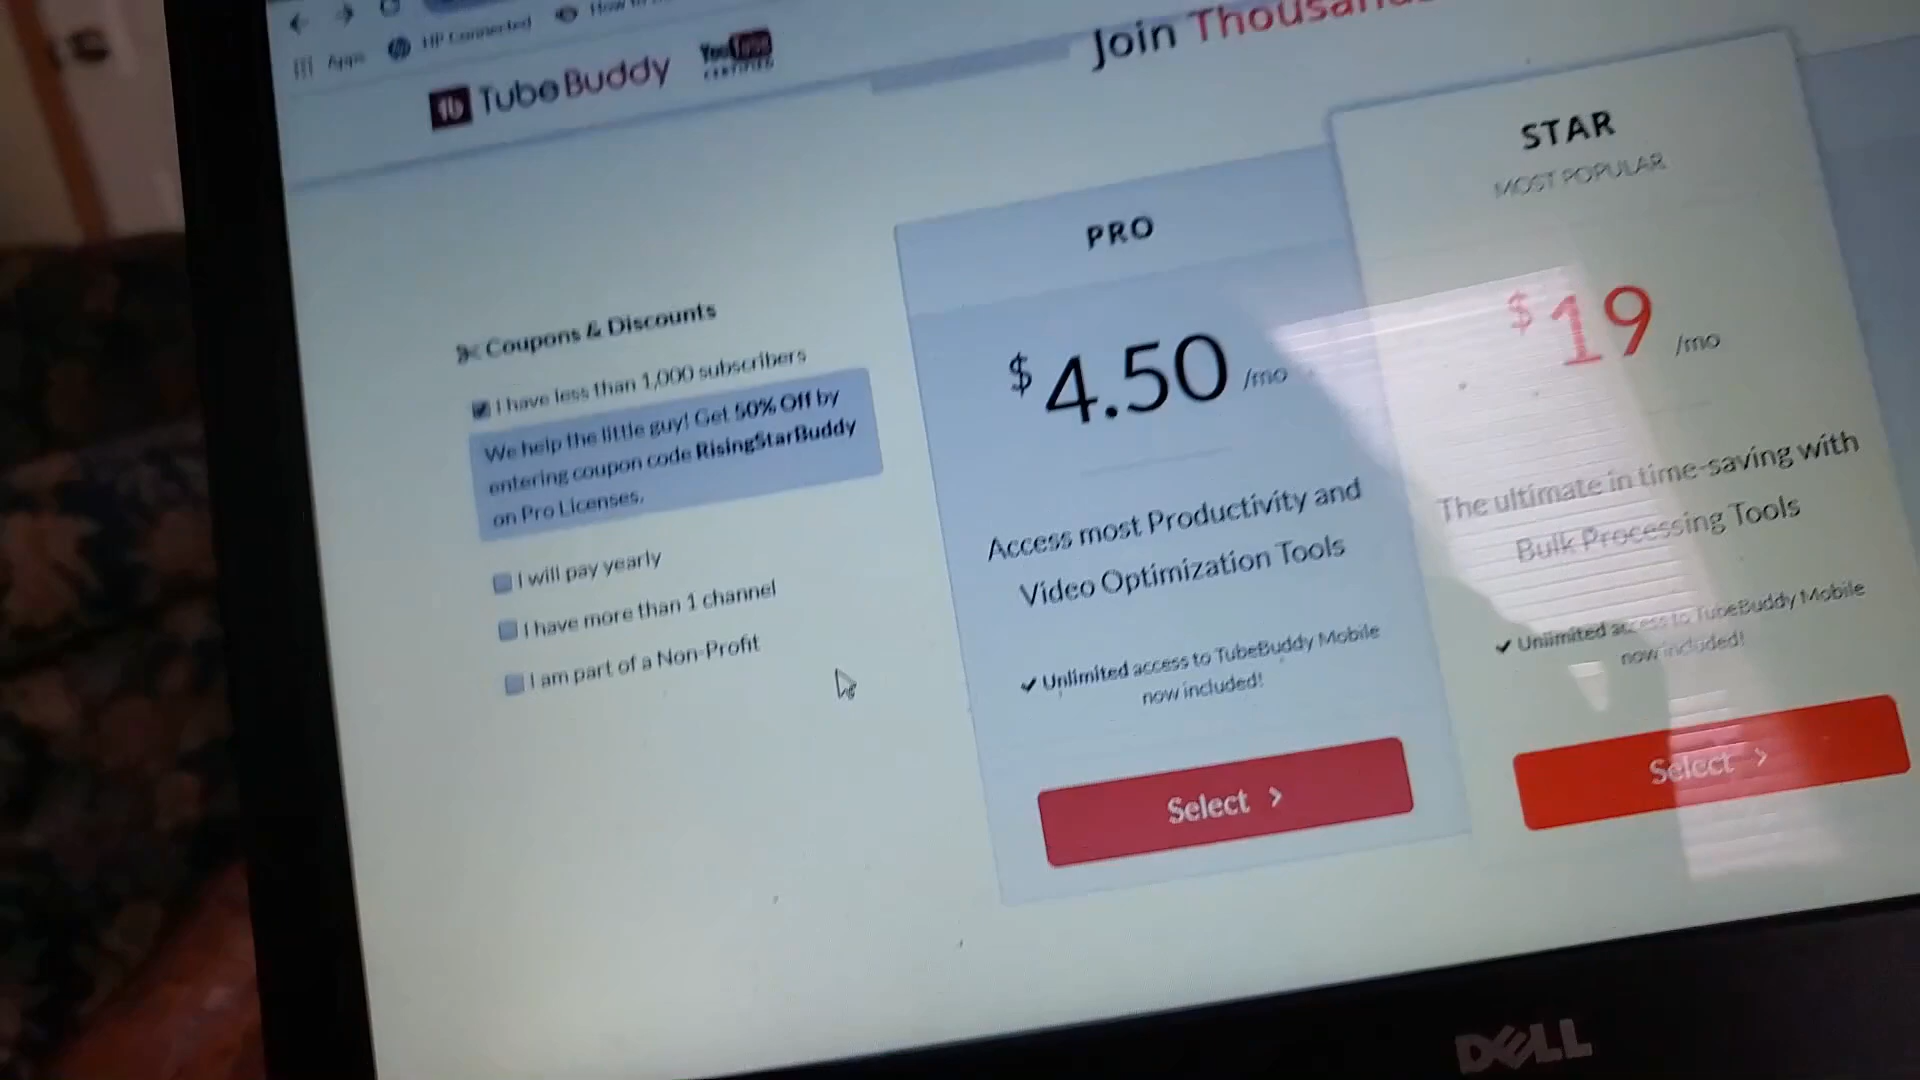 Apps
HP Connected
TubeBuddy
YouTube
CERTIFIED
Join
Coupons & Discounts
I have less than 1,000 subscribers
We help the little guy! Get 50% Off by
entering coupon code RisingStarBuddy
on Pro Licenses.
I will pay yearly
I have more than 1 channel
I am part of a Non-Profit
PRO
$4.50 /mo
Access most Productivity and
Video Optimization Tools
✔ Unlimited access to TubeBuddy Mobile
now included!
Select >
STAR
MOST POPULAR
$19 /mo
The ultimate in time-saving with
Bulk Processing Tools
✔ Unlimited access to TubeBuddy Mobile
now included!
Select >
DELL